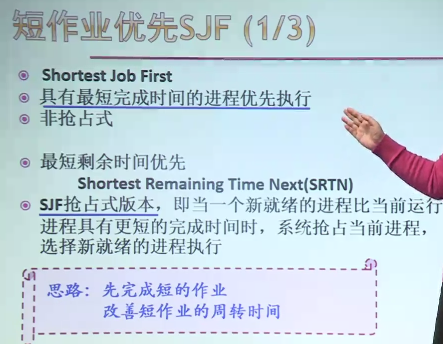 短作业优先SJF (1/3)
Shortest Job First
具有最短完成时间的进程优先执行
非抢占式
最短剩余时间优先
Shortest Remaining Time Next(SRTN)
SJF抢占式版本，即当一个新就绪的进程比当前运行
进程具有更短的完成时间时，系统抢占当前进程，
选择新就绪的进程执行
思路：先完成短的作业
改善短作业的周转时间